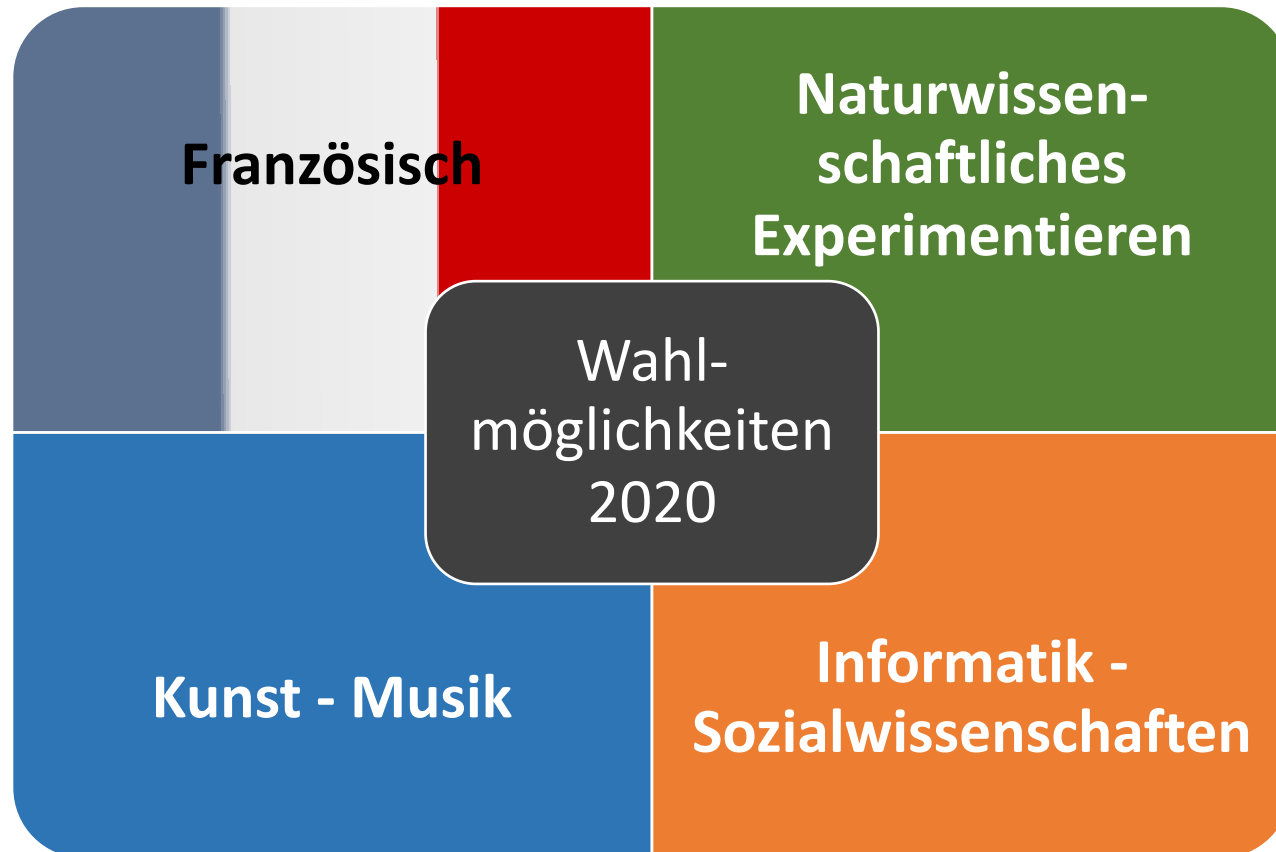 Französisch
Naturwissen-
schaftliches
Experimentieren
Wahl-
möglichkeiten
2020
Kunst - Musik
Informatik -
Sozialwissenschaften